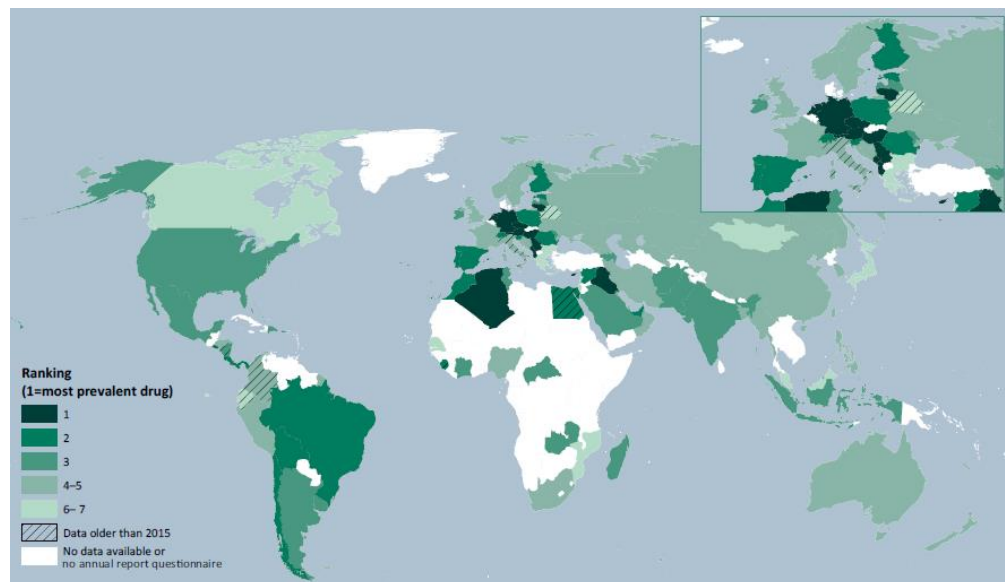 Ranking
(1=most prevalent drug)
1
2
3
4–5
6– 7
Data older than 2015
No data available or
no annual report questionnaire